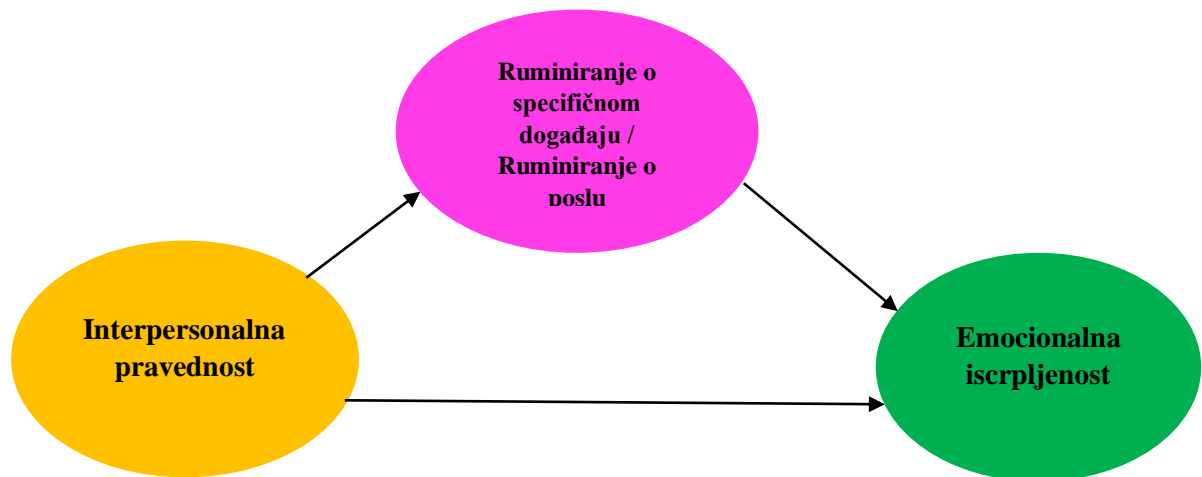 Ruminiranje o
specifičnom
događaju /
Ruminiranje o
poslu
Interpersonalna
pravednost
Emocionalna
iscrpljenost